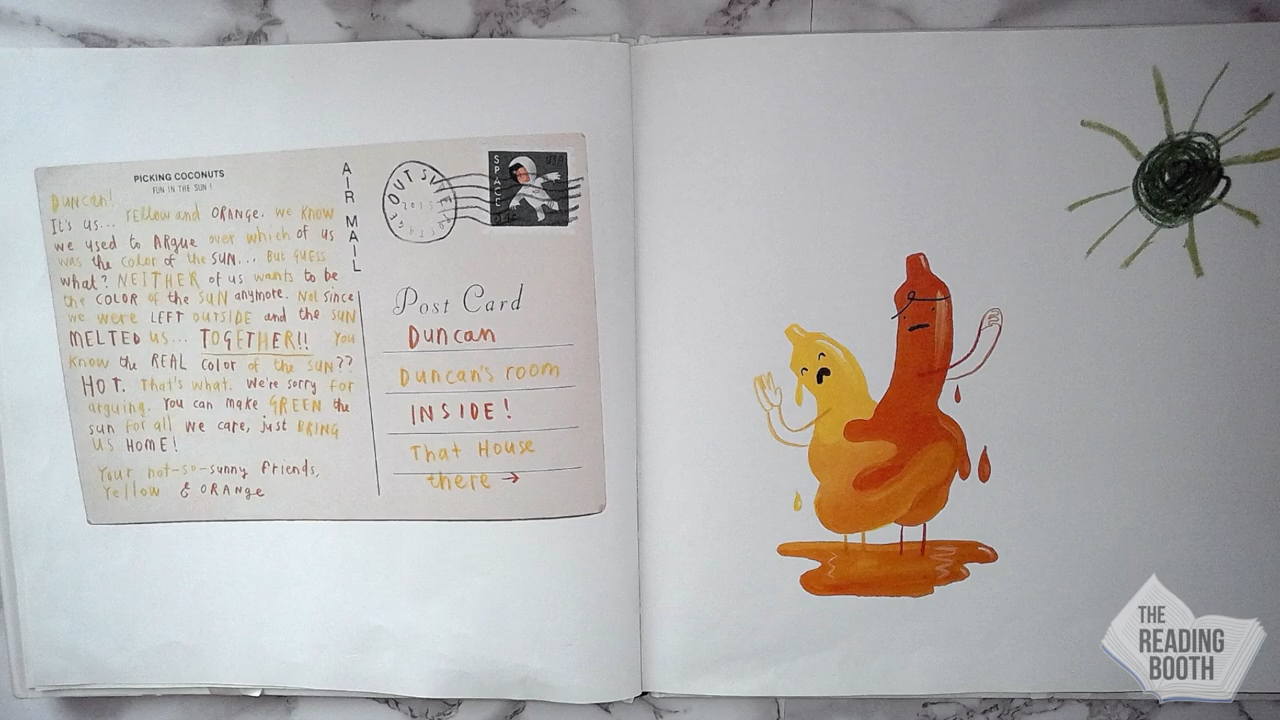 PICKING COCONUTS
FUN IN THE SUN!
DUNCAN!
It's us... YELLOW and ORANGE. We KNOW
we used to ARGUE over which of us
was the color of the SUN... But GUESS
what? NEITHER of us wants to be
the COLOR of the SUN anymore. Not since
we were LEFT OUTSIDE and the SUN
MELTED us... TOGETHER!! You
Know the REAL color of the SUN??
HOT. That's what. We're sorry for
arguing. You can make GREEN the
sun for all we care, just BRING
US HOME!
Your not-so-sunny friends,
Yellow & ORANGE
AIR MAIL
OUTSVILLE
2015
POSTAGE
SPACE
USA
Post Card
Duncan
Duncan's room
INSIDE!
That House
there →
THE
READING
BOOTH